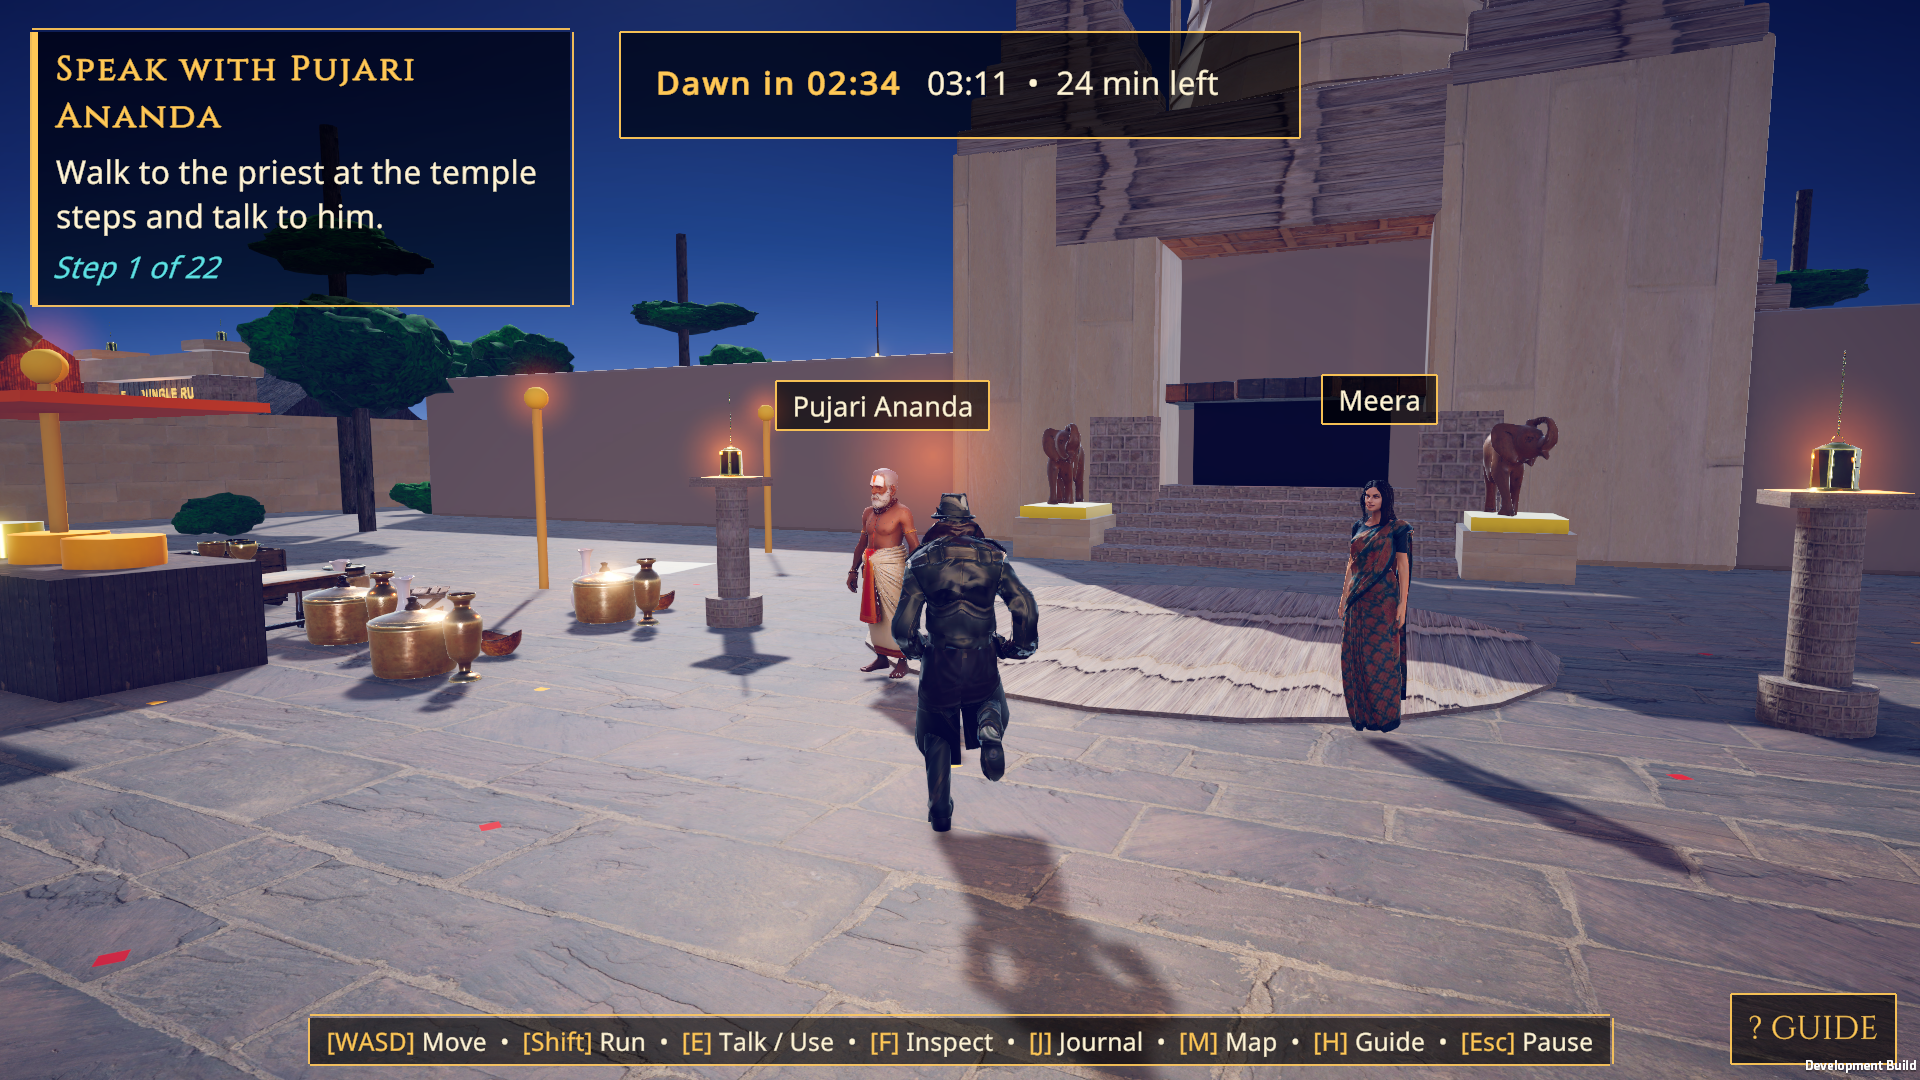 SPEAK WITH PUJARI
ANANDA
Walk to the priest at the temple
steps and talk to him.
Step 1 of 22
Dawn in 02:34 03:11 • 24 min left
JUNGLE RU
Pujari Ananda
Meera
[WASD] Move • [Shift] Run • [E] Talk / Use • [F] Inspect • [J] Journal • [M] Map • [H] Guide • [Esc] Pause
? GUIDE
Development Build